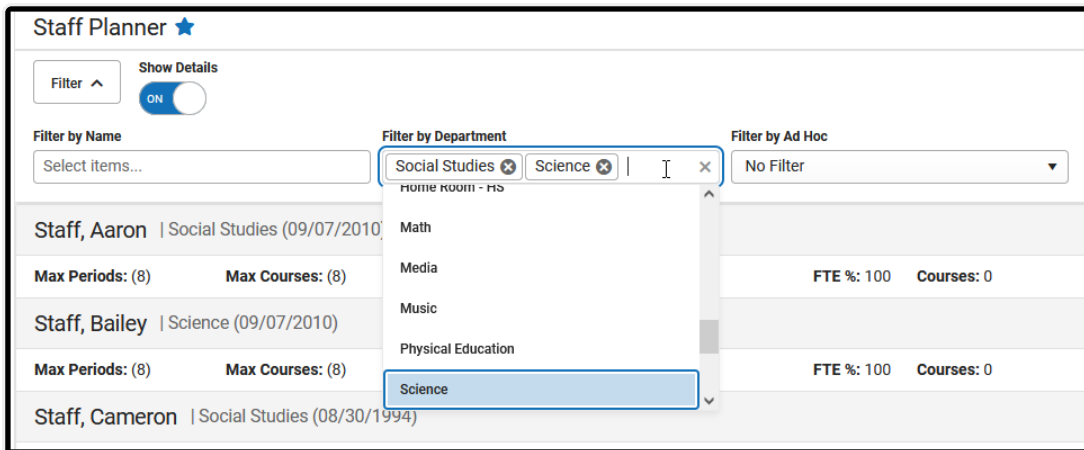 Staff Planner
Filter
Show Details
ON
Filter by Name
Filter by Department
Filter by Ad Hoc
Select items...
Social Studies
Science
No Filter
Home Room - HS
Math
Media
Music
Physical Education
Science
Staff, Aaron | Social Studies (09/07/2010)
Max Periods: (8) Max Courses: (8) FTE %: 100 Courses: 0
Staff, Bailey | Science (09/07/2010)
Max Periods: (8) Max Courses: (8) FTE %: 100 Courses: 0
Staff, Cameron | Social Studies (08/30/1994)